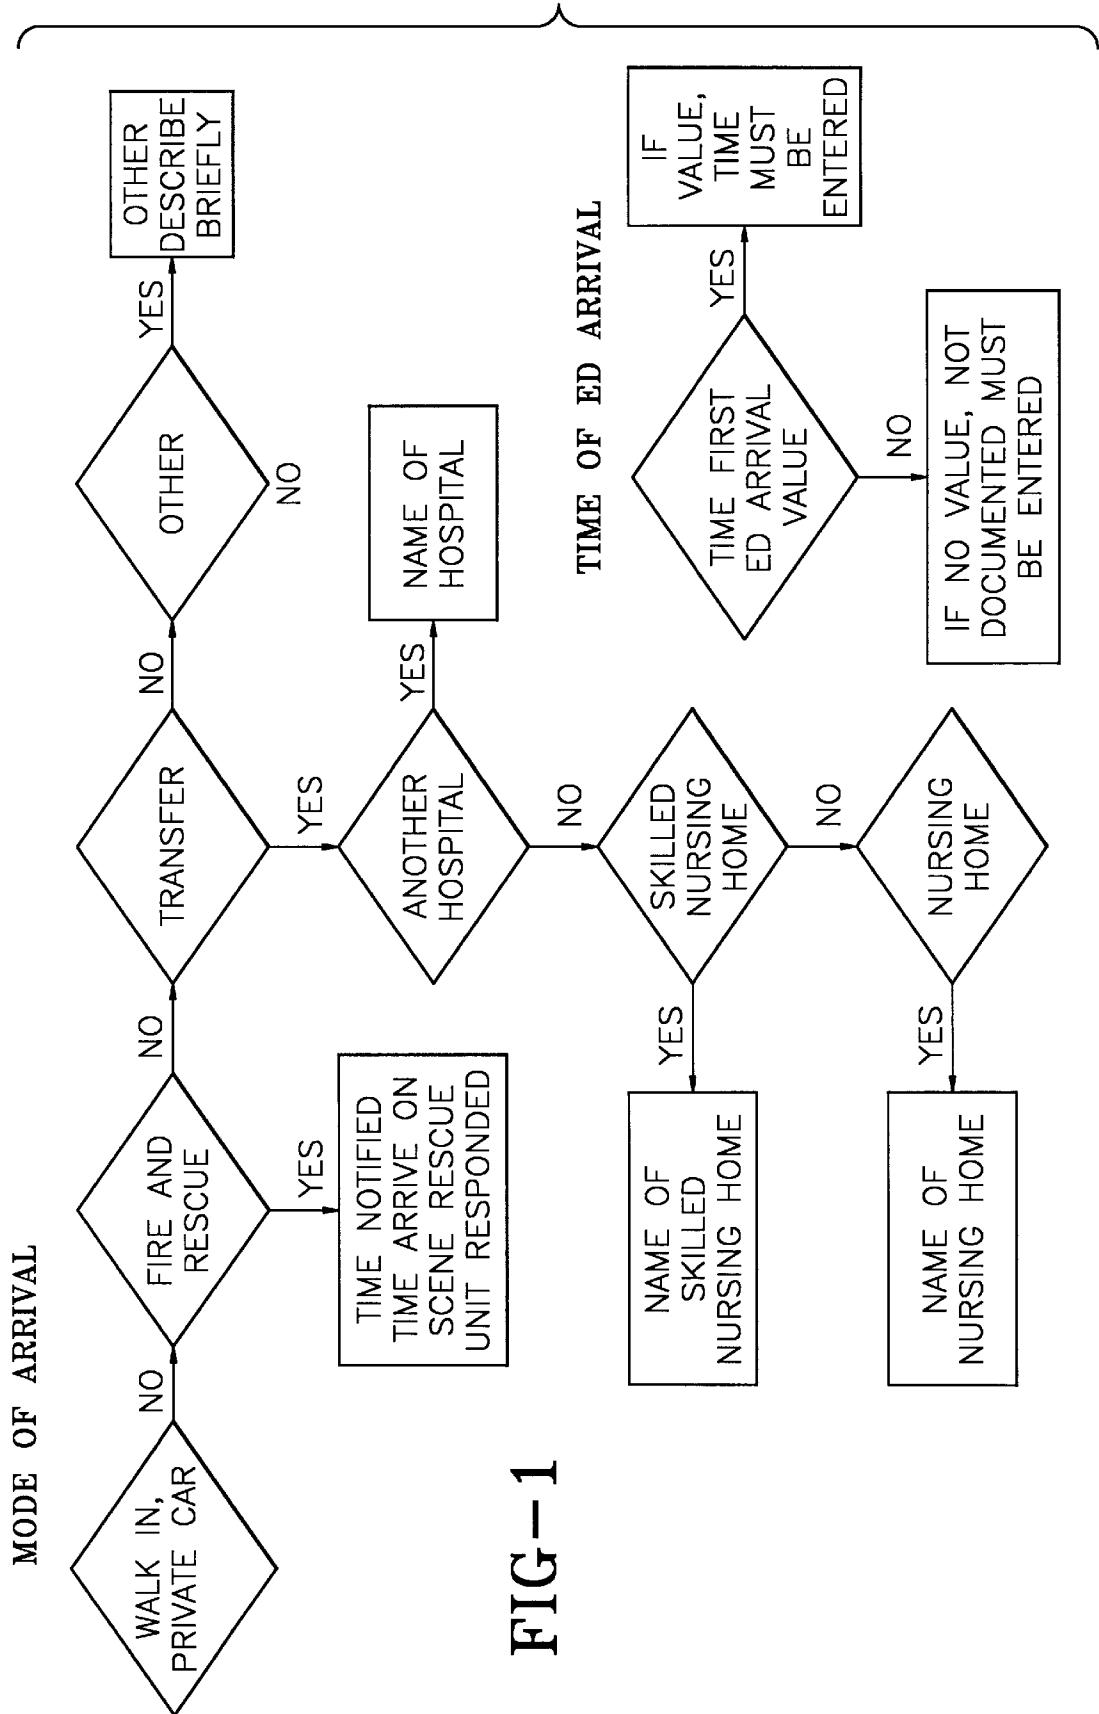 MODE OF ARRIVAL
WALK IN,
PRIVATE CAR
NO
FIRE AND
RESCUE
NO
YES
TIME NOTIFIED
TIME ARRIVE ON
SCENE RESCUE
UNIT RESPONDED
TRANSFER
NO
YES
OTHER
YES
NO
OTHER
DESCRIBE
BRIEFLY
ANOTHER
HOSPITAL
YES
NAME OF
HOSPITAL
NO
SKILLED
NURSING
HOME
YES
NAME OF
SKILLED
NURSING HOME
NO
NURSING
HOME
YES
NAME OF
NURSING HOME
TIME OF ED ARRIVAL
TIME FIRST
ED ARRIVAL
VALUE
YES
IF
VALUE,
TIME
MUST
BE
ENTERED
NO
IF NO VALUE, NOT
DOCUMENTED MUST
BE ENTERED
FIG-1